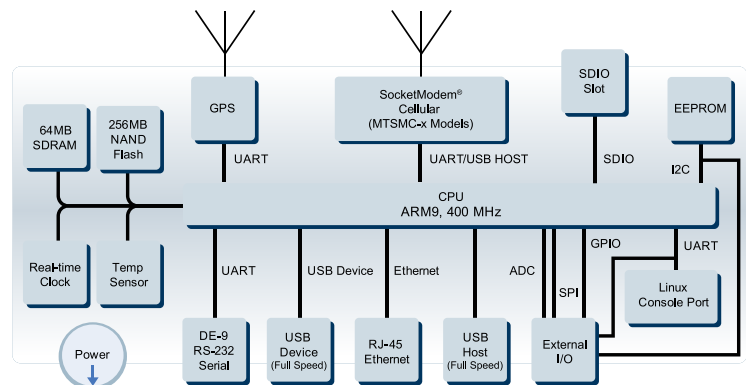 GPS
SocketModem®
Cellular
(MTSMC-x Models)
SDIO
Slot
EEPROM
64MB
SDRAM
256MB
NAND
Flash
UART
UART/USB HOST
SDIO
I2C
CPU
ARM9, 400 MHz
Real-time
Clock
Temp
Sensor
UART
USB Device
Ethernet
ADC
SPI
GPIO
UART
Linux
Console Port
DE-9
RS-232
Serial
USB
Device
(Full Speed)
RJ-45
Ethernet
USB
Host
(Full Speed)
External
I/O
Power